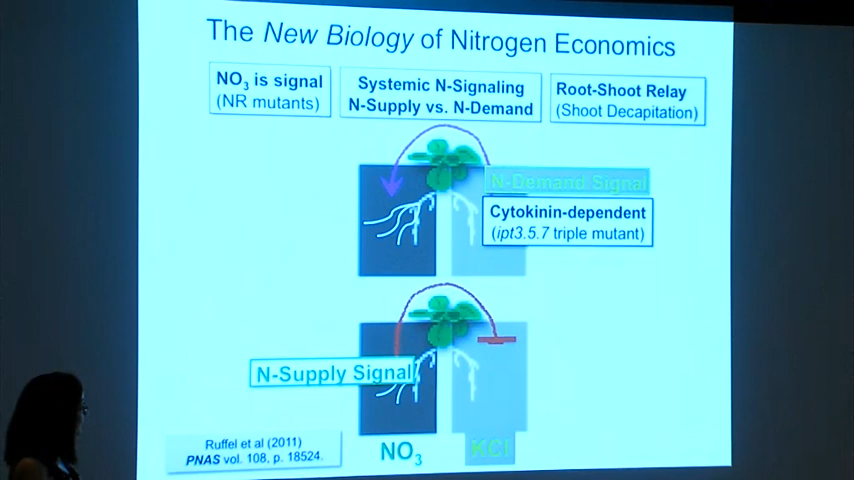 The New Biology of Nitrogen Economics
NO3 is signal
(NR mutants)
Systemic N-Signaling
N-Supply vs. N-Demand
Root-Shoot Relay
(Shoot Decapitation)
N-Demand Signal
Cytokinin-dependent
(ipt3.5.7 triple mutant)
N-Supply Signal
Ruffel et al (2011)
PNAS vol. 108, p. 18524.
NO3
KCl